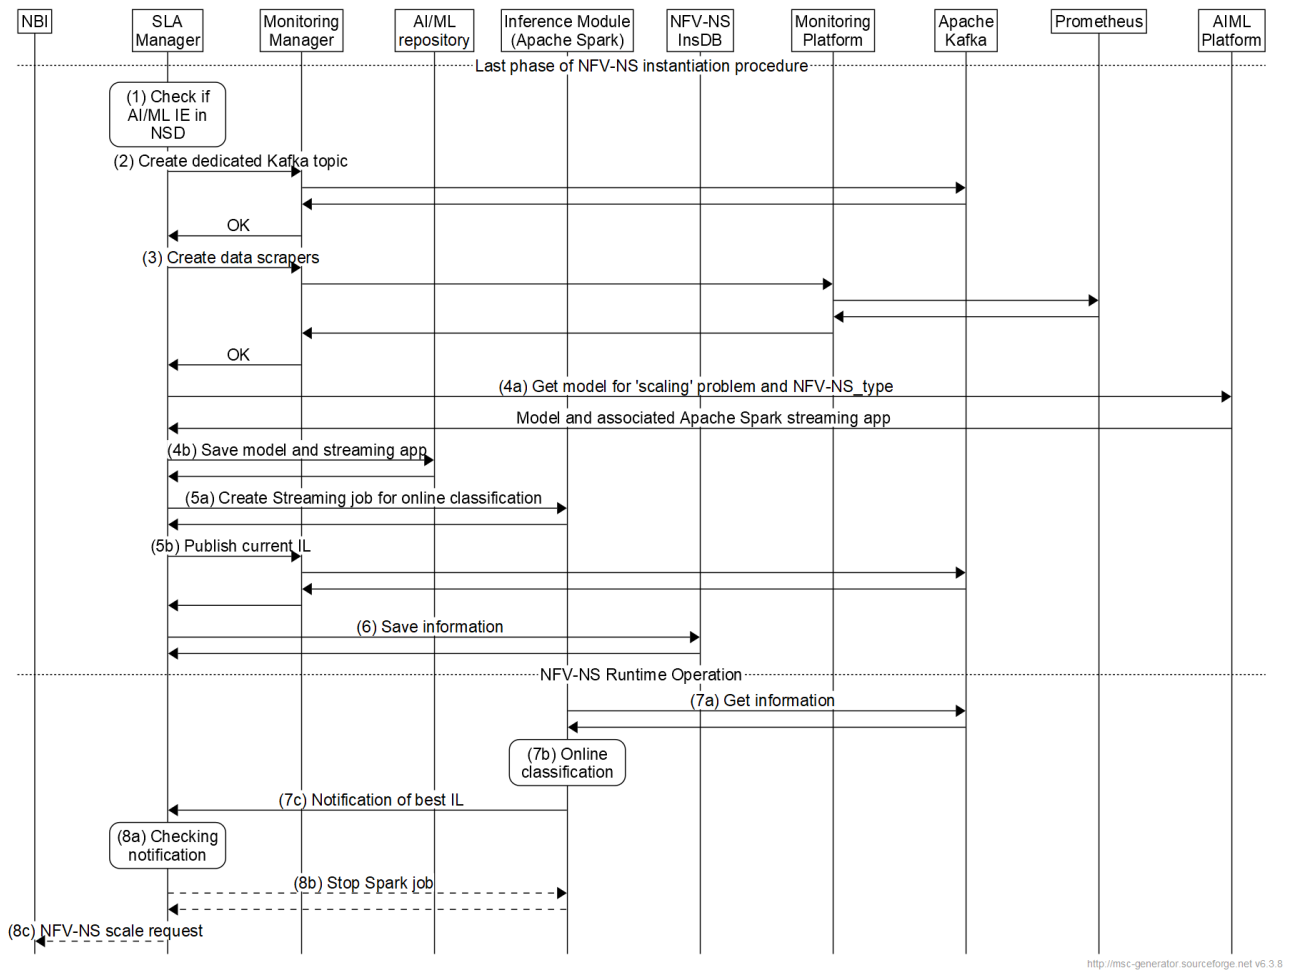 NBI
SLA
Manager
Monitoring
Manager
AI/ML
repository
Inference Module
(Apache Spark)
NFV-NS
InsDB
Monitoring
Platform
Apache
Kafka
Prometheus
AIML
Platform
Last phase of NFV-NS instantiation procedure
(1) Check if
AI/ML IE in
NSD
(2) Create dedicated Kafka topic
OK
(3) Create data scrapers
OK
(4a) Get model for 'scaling' problem and NFV-NS_type
Model and associated Apache Spark streaming app
(4b) Save model and streaming app
(5a) Create Streaming job for online classification
(5b) Publish current IL
(6) Save information
NFV-NS Runtime Operation
(7a) Get information
(7b) Online
classification
(7c) Notification of best IL
(8a) Checking
notification
(8b) Stop Spark job
(8c) NFV-NS scale request
http://msc-generator.sourceforge.net v6.3.8